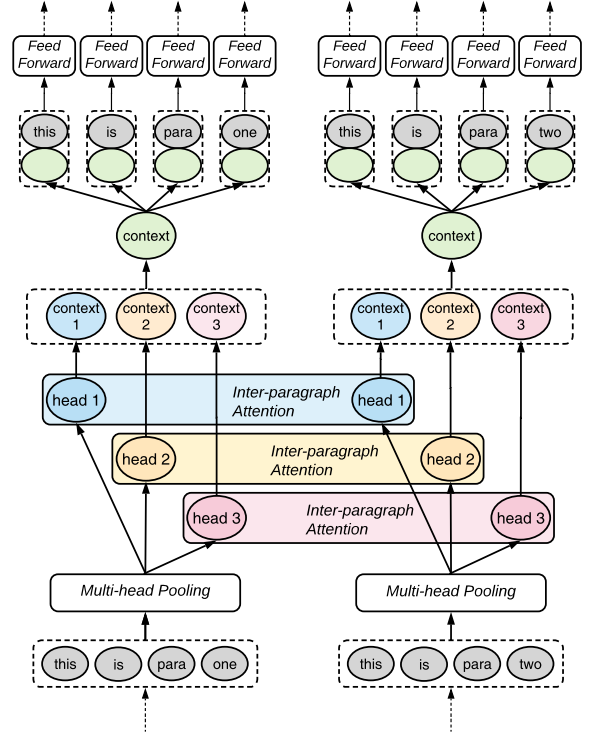 Feed Forward
Feed Forward
Feed Forward
Feed Forward
Feed Forward
Feed Forward
Feed Forward
Feed Forward
this is para one
this is para two
context
context
context 1
context 2
context 3
context 1
context 2
context 3
head 1
Inter-paragraph
Attention
head 1
head 2
Inter-paragraph
Attention
head 2
head 3
Inter-paragraph
Attention
head 3
Multi-head Pooling
Multi-head Pooling
this is para one
this is para two